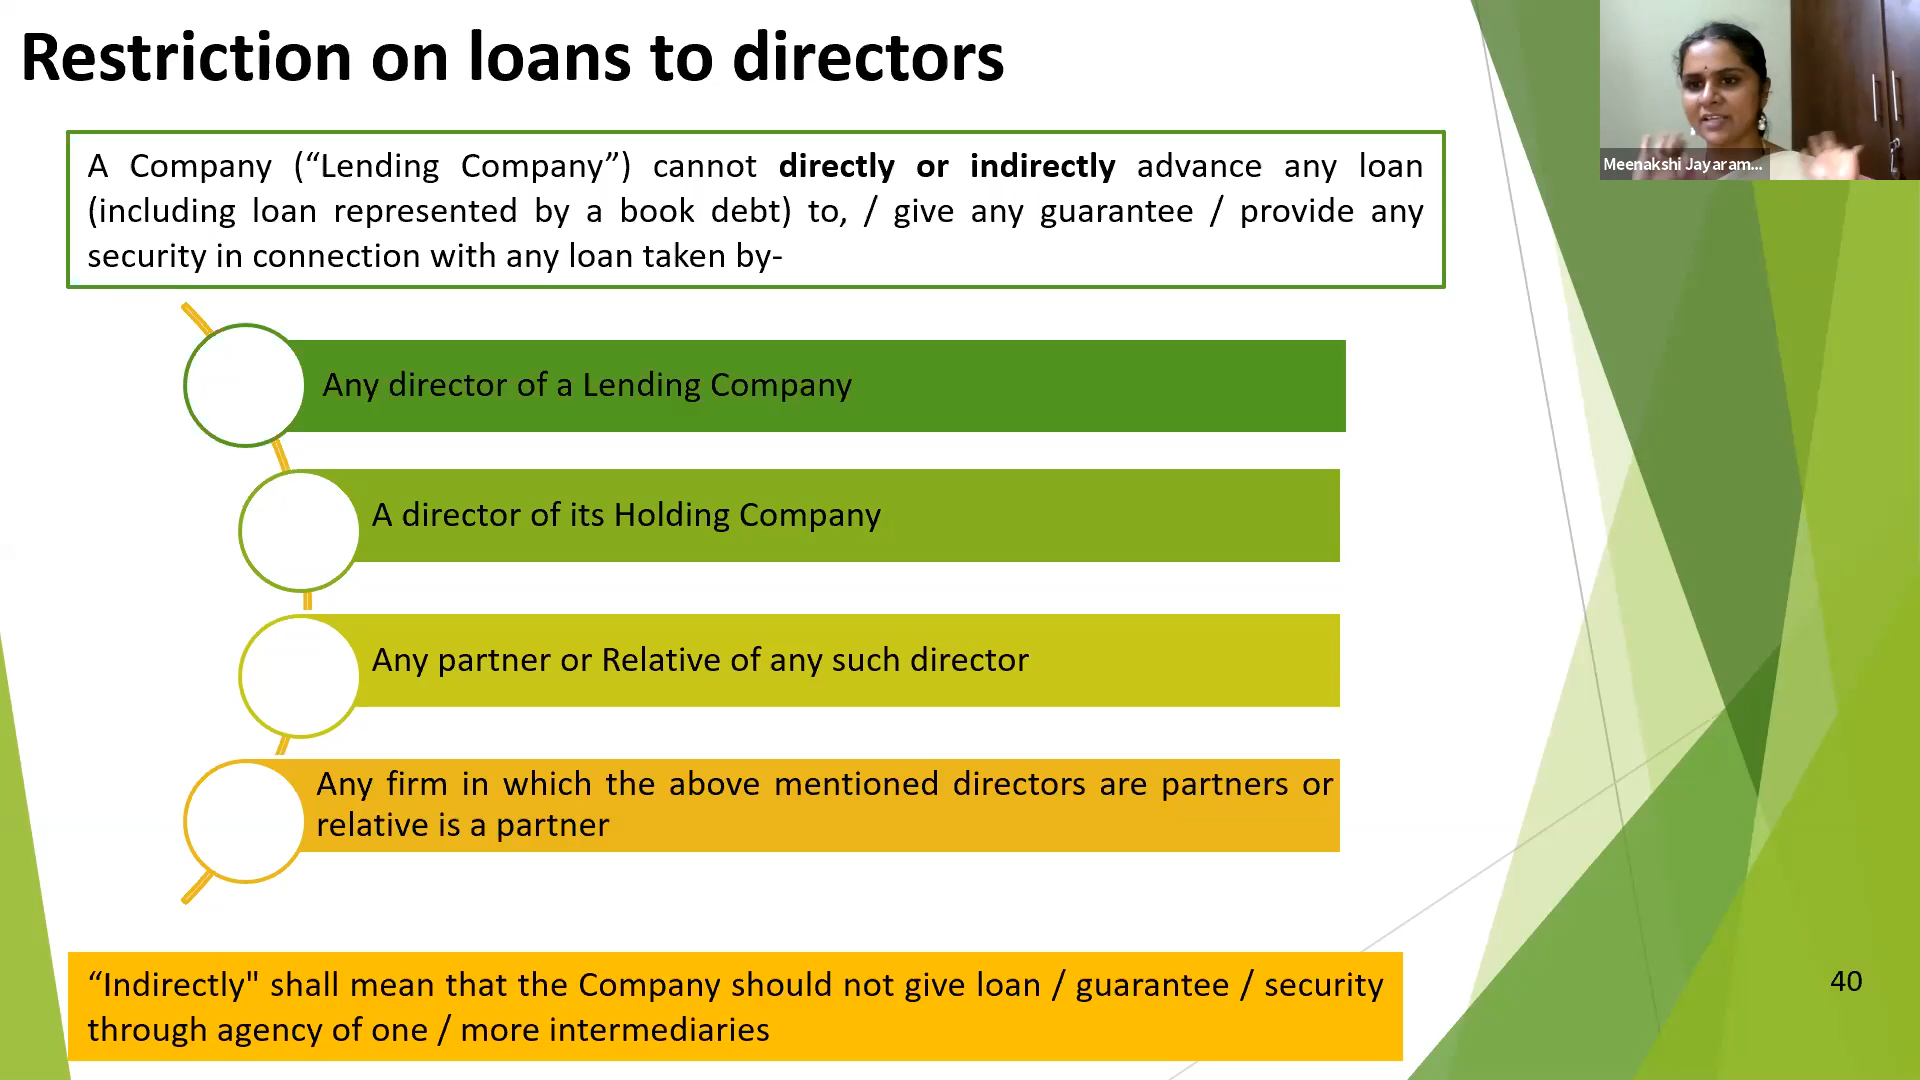 Restriction on loans to directors
Meenakshi Jayaram...
A Company (“Lending Company”) cannot directly or indirectly advance any loan
(including loan represented by a book debt) to, / give any guarantee / provide any
security in connection with any loan taken by-
Any director of a Lending Company
A director of its Holding Company
Any partner or Relative of any such director
Any firm in which the above mentioned directors are partners or
relative is a partner
“Indirectly" shall mean that the Company should not give loan / guarantee / security
through agency of one / more intermediaries
40